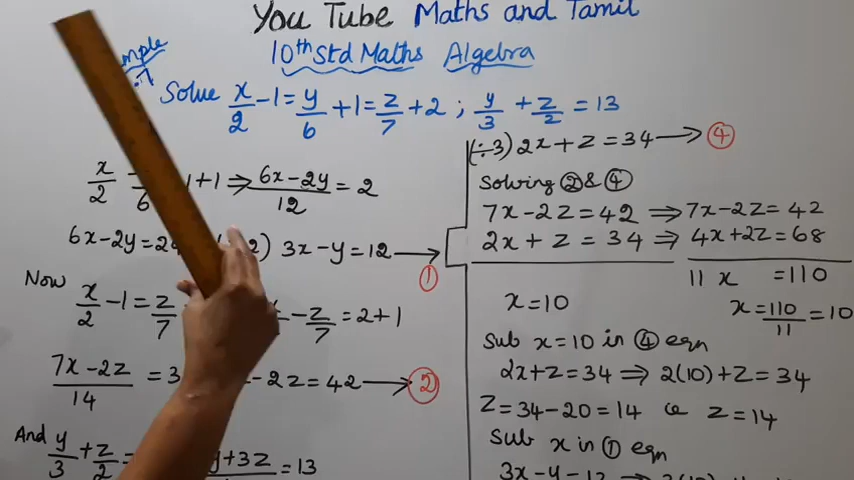 You Tube Maths and Tamil
10th Std Maths Algebra
Solve x/2 - 1 = y/6 + 1 = z/7 + 2 ; y/3 + z/2 = 13
x/2 1 + 1 ⇒ (6x - 2y)/12 = 2
6x - 2y = 2 2) 3x - y = 12 → ①
Now x/2 - 1 = z/7 - z/7 = 2 + 1
(7x - 2z)/14 = 3 - 2z = 42 → ②
And y/3 + z/2 = y + 3z = 13
(÷3) 2x + z = 34 → ④
Solving ② & ④
7x - 2z = 42 ⇒ 7x - 2z = 42
2x + z = 34 ⇒ 4x + 2z = 68
11 x = 110
x = 10 x = 110/11 = 10
Sub x = 10 in ④ eqn
2x + z = 34 ⇒ 2(10) + z = 34
z = 34 - 20 = 14 ie z = 14
Sub x in ① eqn
3x - y = 12